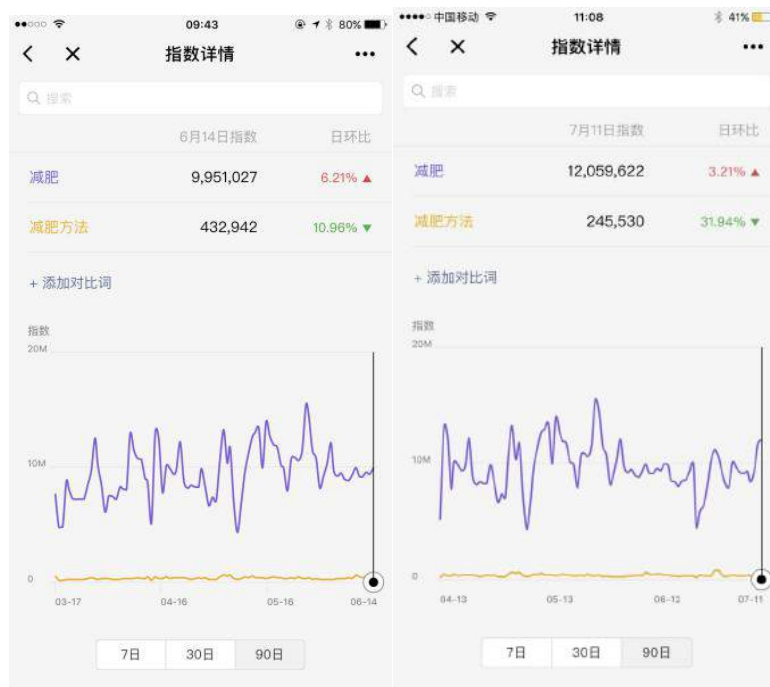 09:43
80%
指数详情
搜索
6月14日指数 日环比
减肥 9,951,027 6.21% ▲
减肥方法 432,942 10.96% ▼
+ 添加对比词
指数
20M
10M
0
03-17 04-16 05-16 06-14
7日 30日 90日
中国移动 11:08 41%
指数详情
搜索
7月11日指数 日环比
减肥 12,059,622 3.21% ▲
减肥方法 245,530 31.94% ▼
+ 添加对比词
指数
20M
10M
0
04-13 05-13 06-12 07-11
7日 30日 90日